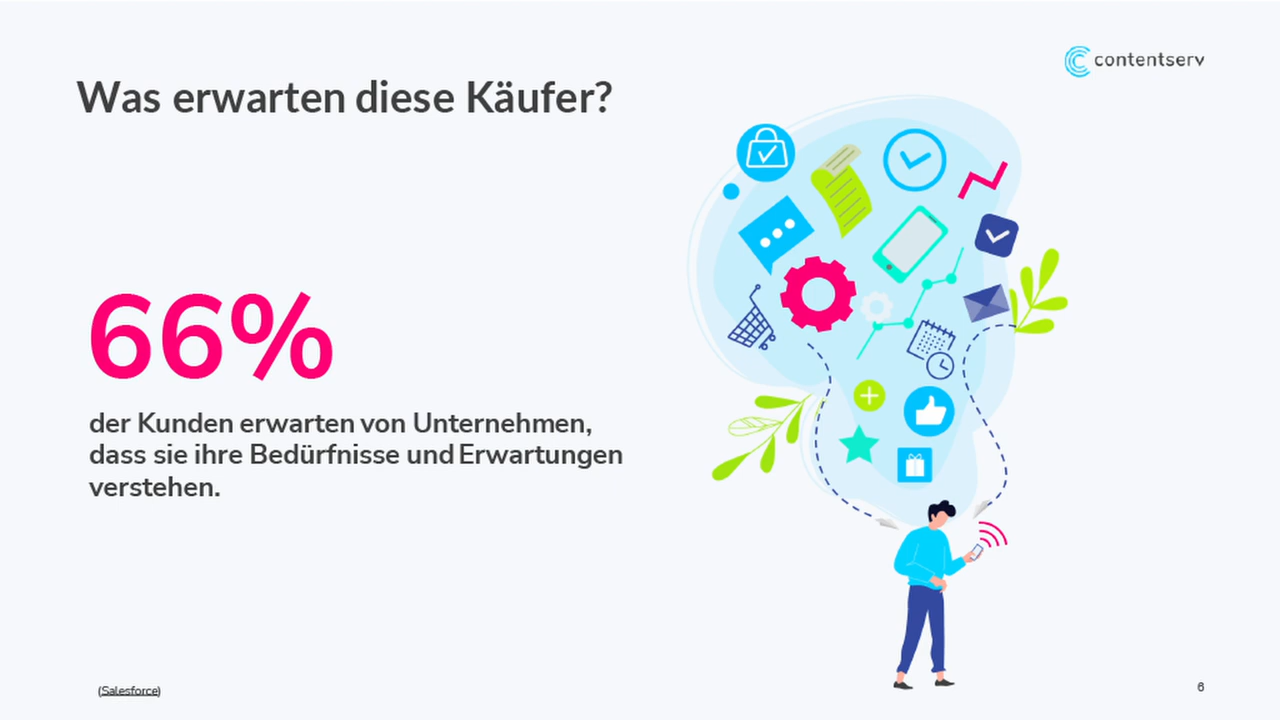 contentserv
Was erwarten diese Käufer?
66%
der Kunden erwarten von Unternehmen,
dass sie ihre Bedürfnisse und Erwartungen
verstehen.
(Salesforce)
6